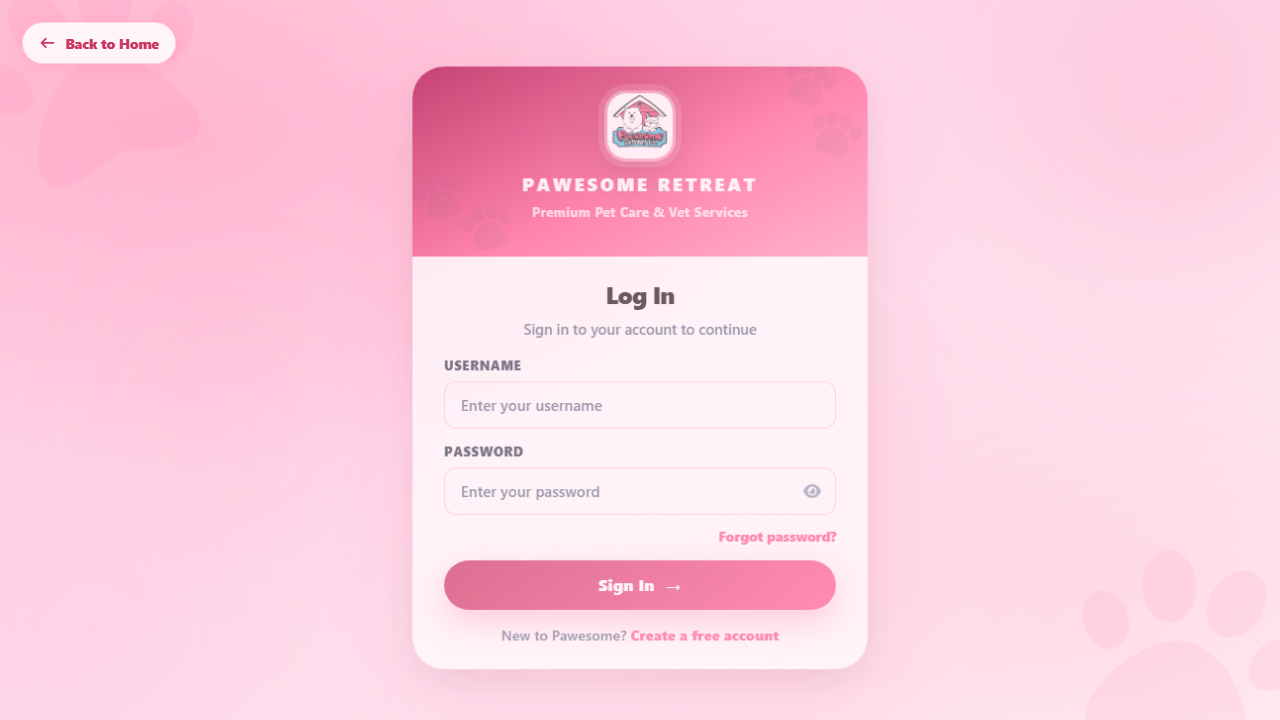 ← Back to Home
PAWESOME RETREAT
Premium Pet Care & Vet Services
Log In
Sign in to your account to continue
USERNAME
Enter your username
PASSWORD
Enter your password
Forgot password?
Sign In →
New to Pawesome? Create a free account